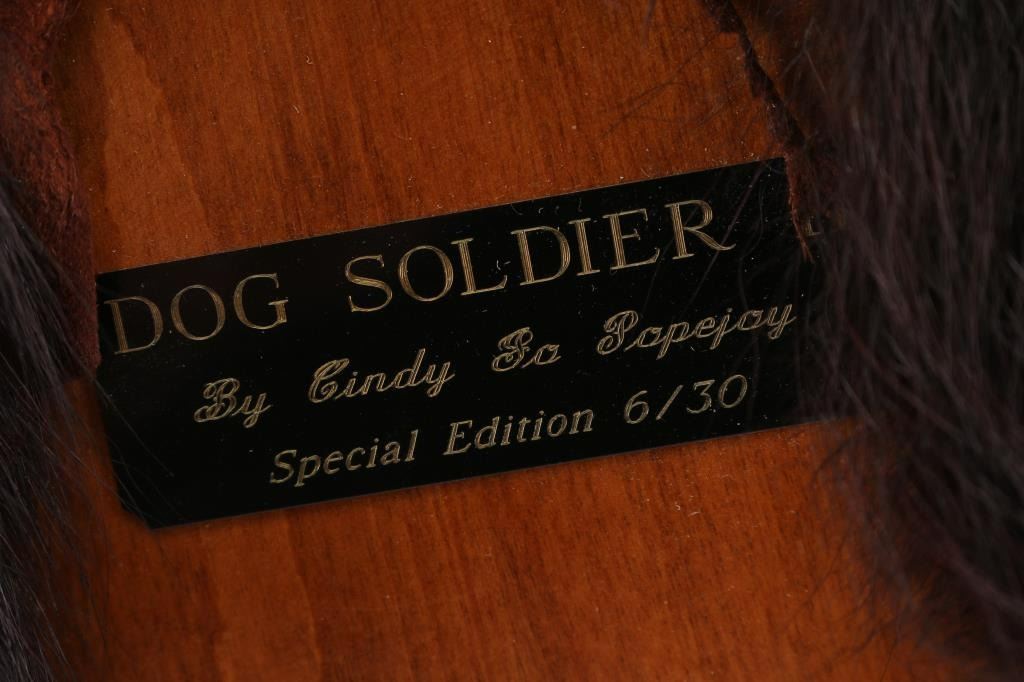 DOG SOLDIER
By Cindy Jo Popejoy
Special Edition 6/30